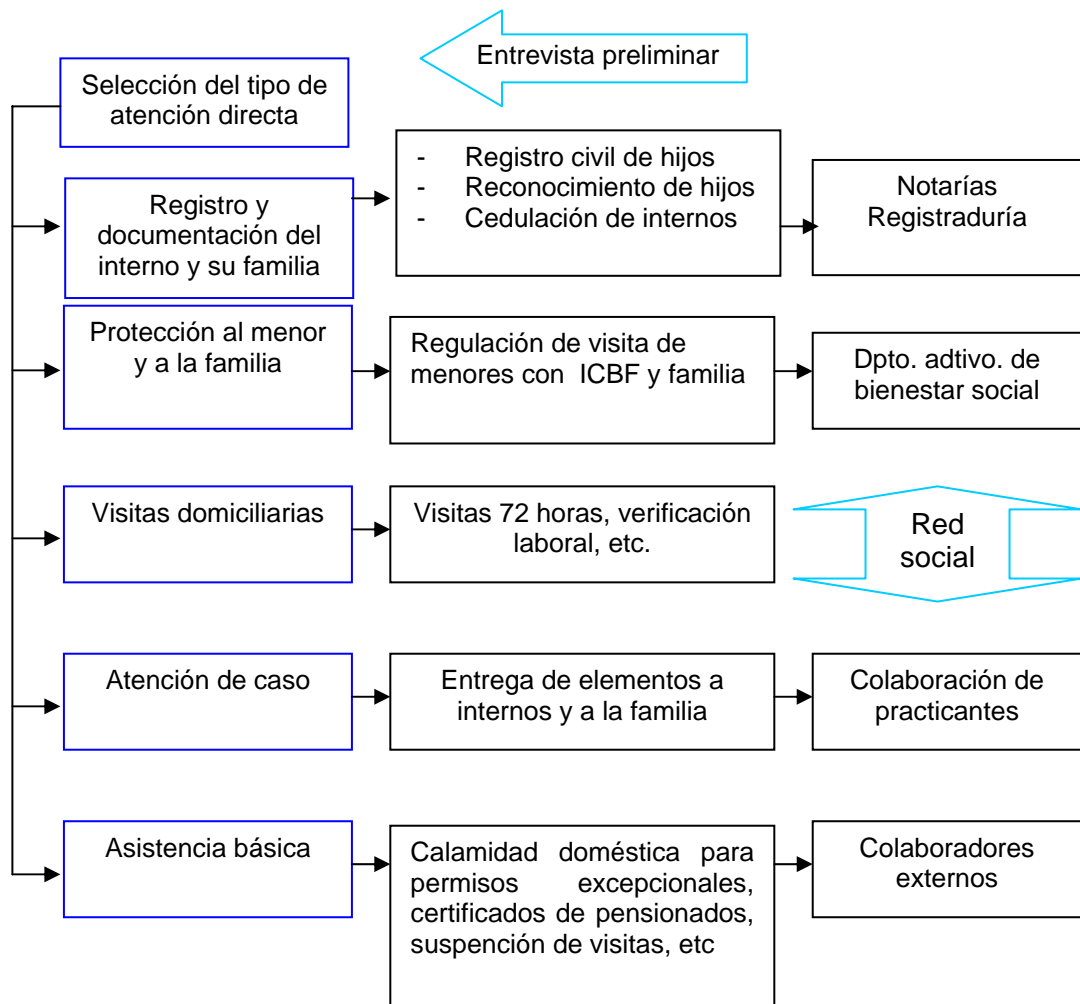 Entrevista preliminar
Selección del tipo de
atención directa
Registro y
documentación del
interno y su familia
- Registro civil de hijos
- Reconocimiento de hijos
- Cedulación de internos
Notarías
Registraduría
Protección al menor
y a la familia
Regulación de visita de
menores con ICBF y familia
Dpto. adtivo. de
bienestar social
Visitas domiciliarias
Visitas 72 horas, verificación
laboral, etc.
Red
social
Atención de caso
Entrega de elementos a
internos y a la familia
Colaboración de
practicantes
Asistencia básica
Calamidad doméstica para
permisos excepcionales,
certificados de pensionados,
suspención de visitas, etc
Colaboradores
externos